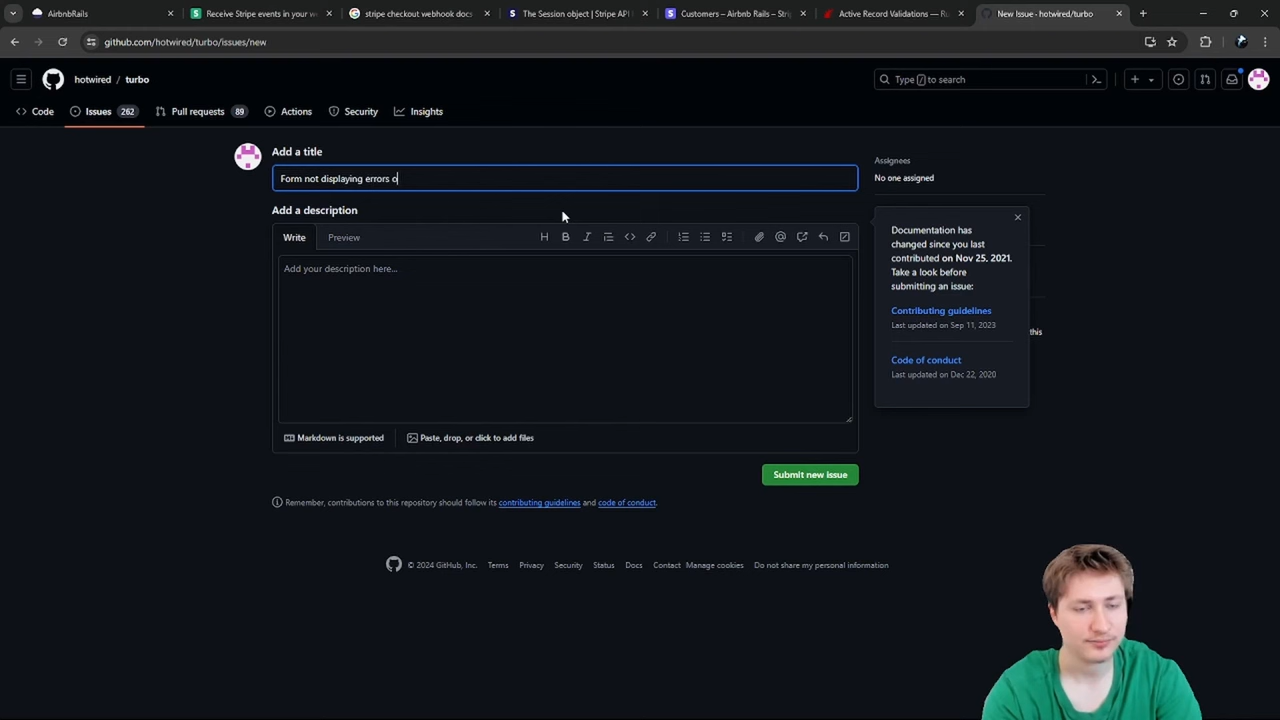 AirbnbRails
Receive Stripe events in your w
stripe checkout webhook docs
The Session object | Stripe API
Customers – Airbnb Rails – Stri
Active Record Validations — Ru
New Issue · hotwired/turbo
github.com/hotwired/turbo/issues/new
hotwired / turbo
Type / to search
Code
Issues 262
Pull requests 89
Actions
Security
Insights
Add a title
Form not displaying errors o
Add a description
Write
Preview
Add your description here...
Markdown is supported
Paste, drop, or click to add files
Submit new issue
Remember, contributions to this repository should follow its contributing guidelines and code of conduct.
Assignees
No one assigned
Documentation has
changed since you last
contributed on Nov 25, 2021.
Take a look before
submitting an issue:
Contributing guidelines
Last updated on Sep 11, 2023
Code of conduct
Last updated on Dec 22, 2020
this
© 2024 GitHub, Inc.
Terms
Privacy
Security
Status
Docs
Contact
Manage cookies
Do not share my personal information